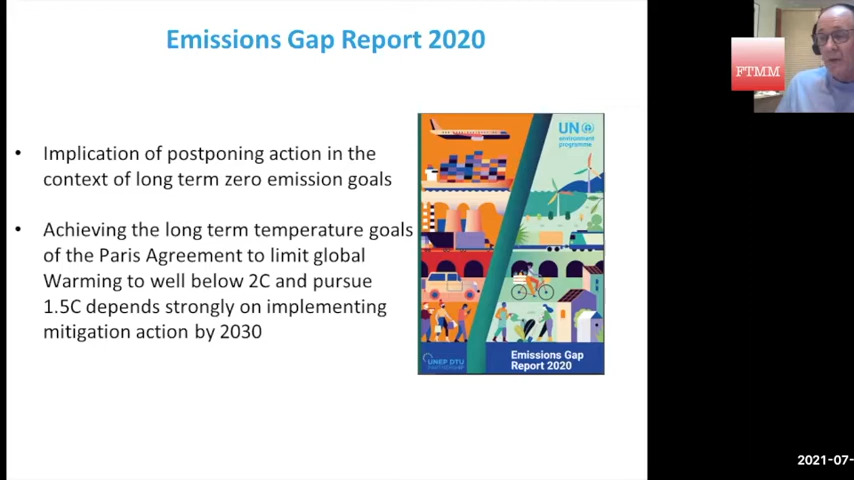 Emissions Gap Report 2020
FTMM
• Implication of postponing action in the
context of long term zero emission goals
• Achieving the long term temperature goals
of the Paris Agreement to limit global
Warming to well below 2C and pursue
1.5C depends strongly on implementing
mitigation action by 2030
UN
environment
programme
UNEP DTU
PARTNERSHIP
Emissions Gap
Report 2020
2021-07-